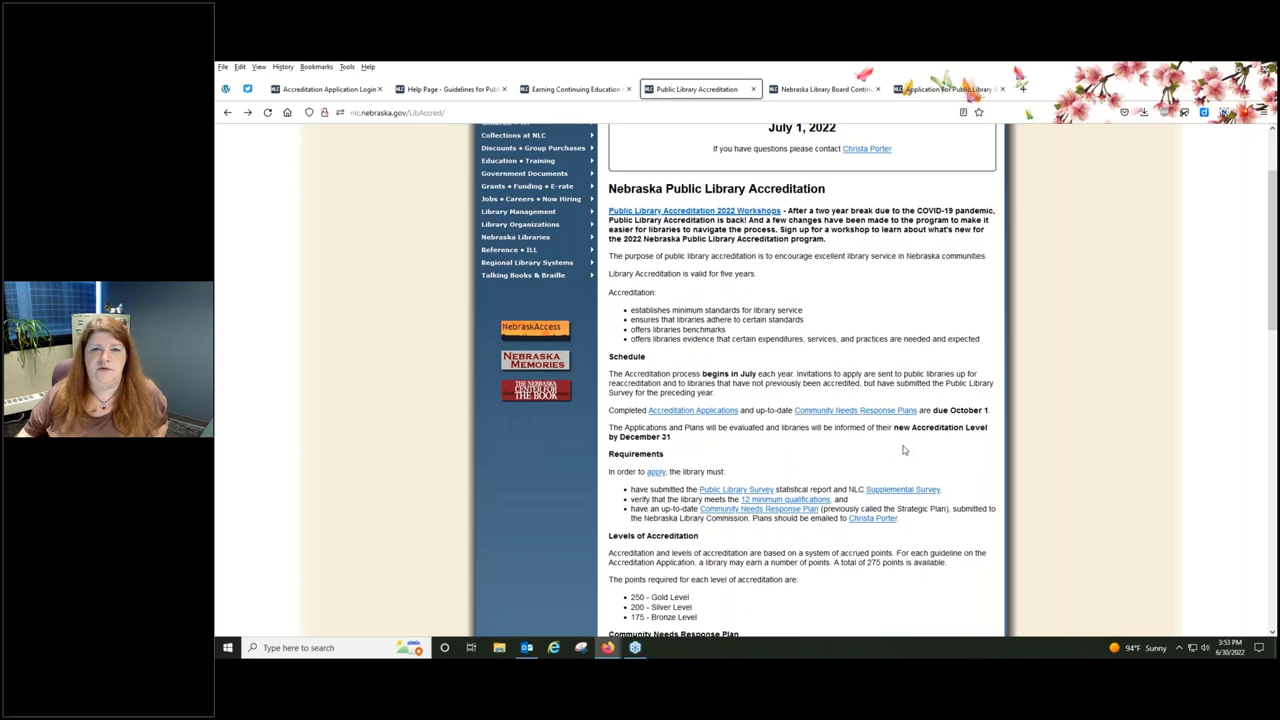 File Edit View History Bookmarks Tools Help
Accreditation Application Login
Help Page - Guidelines for Pub
Earning Continuing Education
Public Library Accreditation
Nebraska Library Board Contin
Application For Public Library A
nlc.nebraska.gov/LibAccred/
Collections at NLC
Discounts • Group Purchases
Education • Training
Government Documents
Grants • Funding • E-rate
Jobs • Careers • Now Hiring
Library Management
Library Organizations
Nebraska Libraries
Reference • ILL
Regional Library Systems
Talking Books & Braille
NebraskAccess
NEBRASKA
MEMORIES
THE NEBRASKA
CENTER FOR
THE BOOK
July 1, 2022
If you have questions please contact Christa Porter
Nebraska Public Library Accreditation
Public Library Accreditation 2022 Workshops - After a two year break due to the COVID-19 pandemic,
Public Library Accreditation is back! And a few changes have been made to the program to make it
easier for libraries to navigate the process. Sign up for a workshop to learn about what's new for
the 2022 Nebraska Public Library Accreditation program.
The purpose of public library accreditation is to encourage excellent library service in Nebraska communities.
Library Accreditation is valid for five years.
Accreditation:
• establishes minimum standards for library service
• ensures that libraries adhere to certain standards
• offers libraries benchmarks
• offers libraries evidence that certain expenditures, services, and practices are needed and expected
Schedule
The Accreditation process begins in July each year. Invitations to apply are sent to public libraries up for
reaccreditation and to libraries that have not previously been accredited, but have submitted the Public Library
Survey for the preceding year.
Completed Accreditation Applications and up-to-date Community Needs Response Plans are due October 1.
The Applications and Plans will be evaluated and libraries will be informed of their new Accreditation Level
by December 31.
Requirements
In order to apply, the library must:
• have submitted the Public Library Survey statistical report and NLC Supplemental Survey,
• verify that the library meets the 12 minimum qualifications, and
• have an up-to-date Community Needs Response Plan (previously called the Strategic Plan), submitted to
the Nebraska Library Commission. Plans should be emailed to Christa Porter.
Levels of Accreditation
Accreditation and levels of accreditation are based on a system of accrued points. For each guideline on the
Accreditation Application, a library may earn a number of points. A total of 275 points is available.
The points required for each level of accreditation are:
• 250 - Gold Level
• 200 - Silver Level
• 175 - Bronze Level
Community Needs Response Plan
Type here to search
94°F Sunny
3:53 PM
6/30/2022